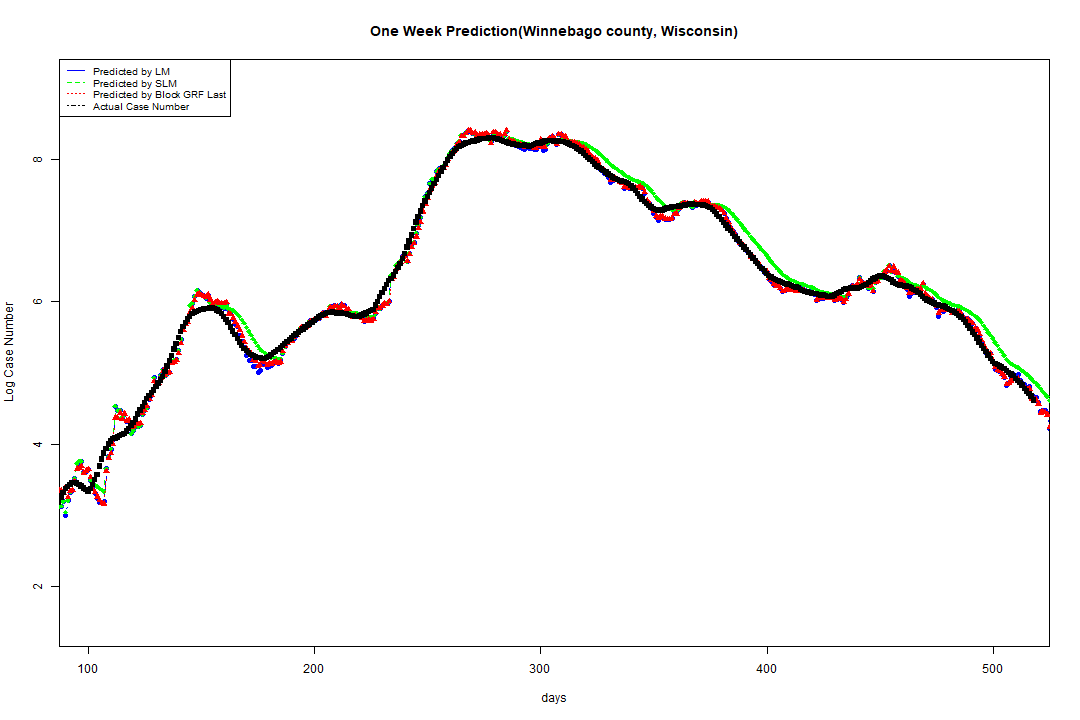 One Week Prediction(Winnebago county, Wisconsin)
Predicted by LM
Predicted by SLM
Predicted by Block GRF Last
Actual Case Number
Log Case Number
8
6
4
2
100 200 300 400 500
days